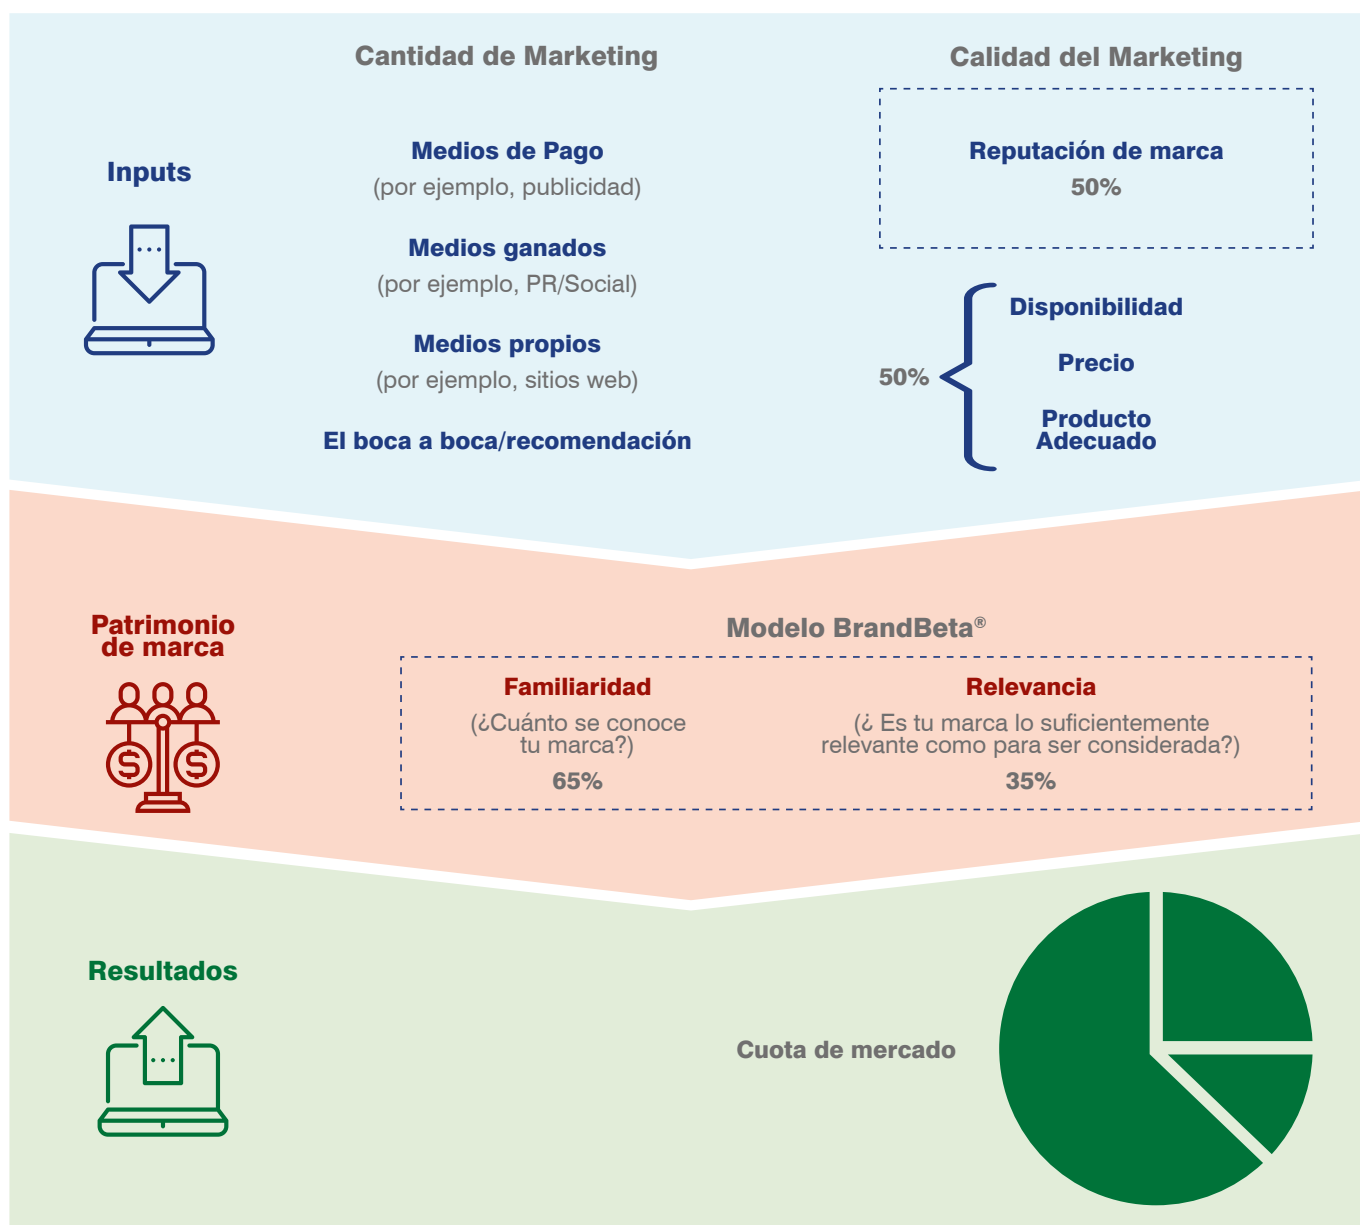 Cantidad de Marketing
Calidad del Marketing
Inputs
Medios de Pago
(por ejemplo, publicidad)
Medios ganados
(por ejemplo, PR/Social)
Medios propios
(por ejemplo, sitios web)
El boca a boca/recomendación
Reputación de marca
50%
50%
Disponibilidad
Precio
Producto
Adecuado
Patrimonio
de marca
Modelo BrandBeta®
Familiaridad
(¿Cuánto se conoce
tu marca?)
65%
Relevancia
(¿ Es tu marca lo suficientemente
relevante como para ser considerada?)
35%
Resultados
Cuota de mercado